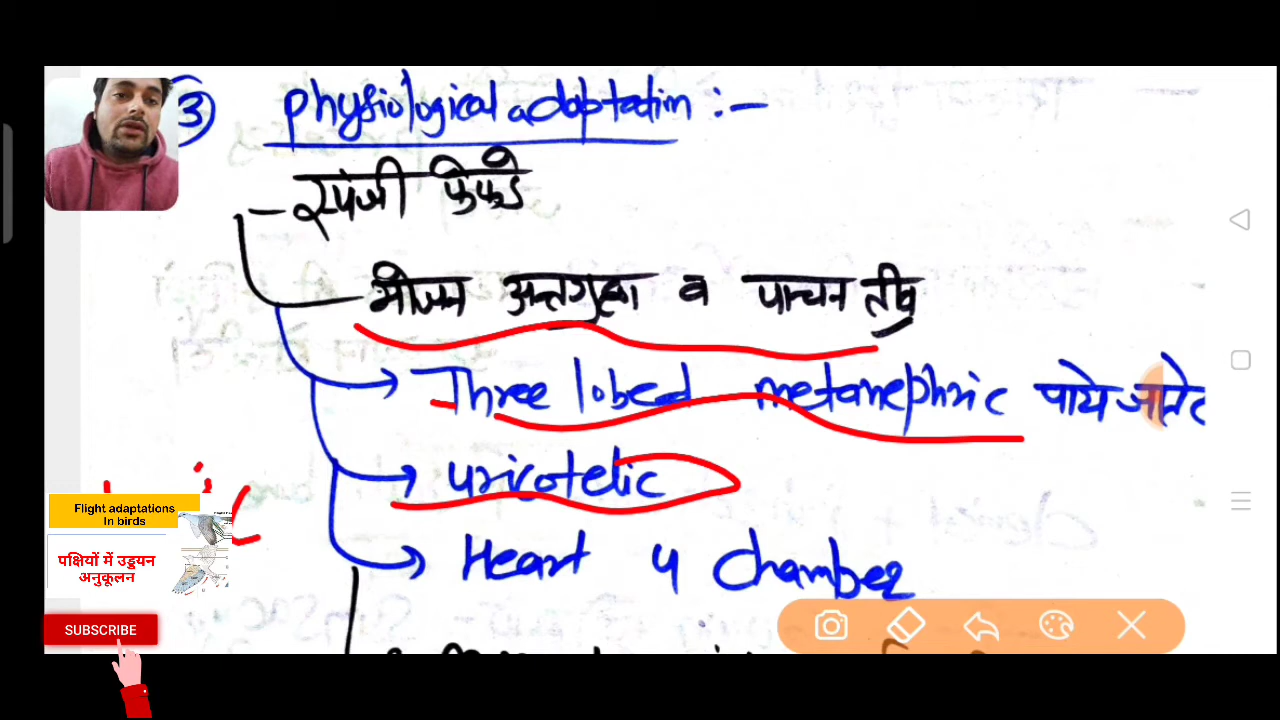 3) physiological adaptation :-
- स्पंजी फेफडे
भोजन अन्तग्रहण व पाचन तीव्र
Three lobed metanephric पाये जाते
uricotelic
Heart 4 chamber
Flight adaptations
In birds
पक्षियों में उड्डयन
अनुकूलन
SUBSCRIBE